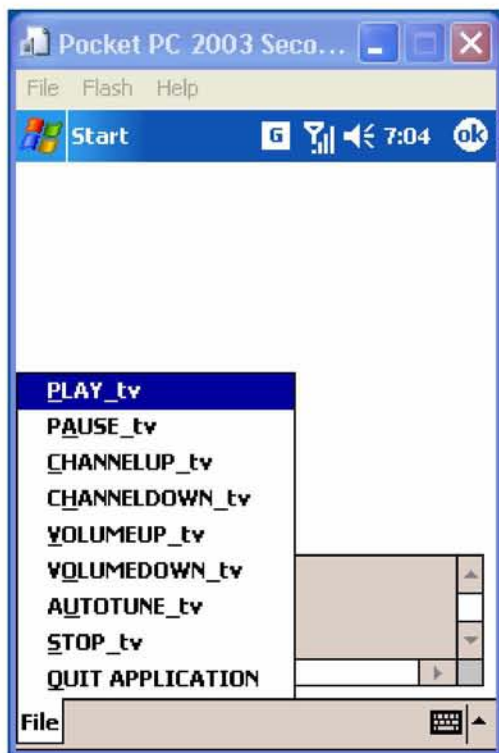 Pocket PC 2003 Seco...
File Flash Help
Start G 7:04 ok
PLAY_tv
PAUSE_tv
CHANNELUP_tv
CHANNELDOWN_tv
VOLUMEUP_tv
VOLUMEDOWN_tv
AUTOTUNE_tv
STOP_tv
QUIT APPLICATION
File